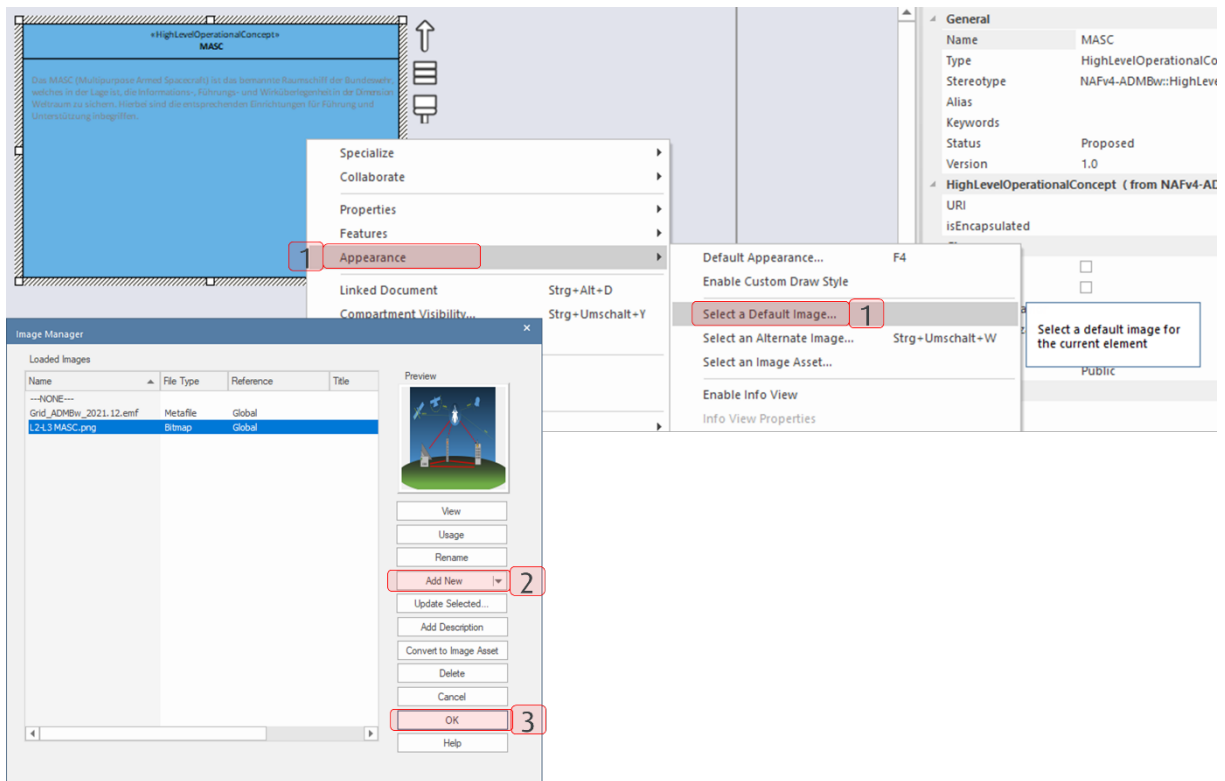 «HighLevelOperationalConcept»
MASC
Das MASC (Multipurpose Armed Spacecraft) ist das bemannte Raumschiff der Bundeswehr,
welches in der Lage ist, die Informations-, Führungs- und Wirküberlegenheit in der Dimension
Weltraum zu sichern. Hierbei sind die entsprechenden Einrichtungen für Führung und
Unterstützung inbegriffen.
General
Name MASC
Type HighLevelOperationalCo
Stereotype NAFv4-ADMBw::HighLeve
Alias
Keywords
Status Proposed
Version 1.0
HighLevelOperationalConcept (from NAFv4-AD
URI
isEncapsulated
Public
Specialize
Collaborate
Properties
Features
1 Appearance
Linked Document Strg+Alt+D
Compartment Visibility... Strg+Umschalt+Y
Default Appearance... F4
Enable Custom Draw Style
Select a Default Image... 1
Select an Alternate Image... Strg+Umschalt+W
Select an Image Asset...
Enable Info View
Info View Properties
Select a default image for
the current element
Image Manager
Loaded Images
Name File Type Reference Title
---NONE---
Grid_ADMBw_2021.12.emf Metafile Global
L2-L3 MASC.png Bitmap Global
Preview
View
Usage
Rename
Add New 2
Update Selected...
Add Description
Convert to Image Asset
Delete
Cancel
OK 3
Help